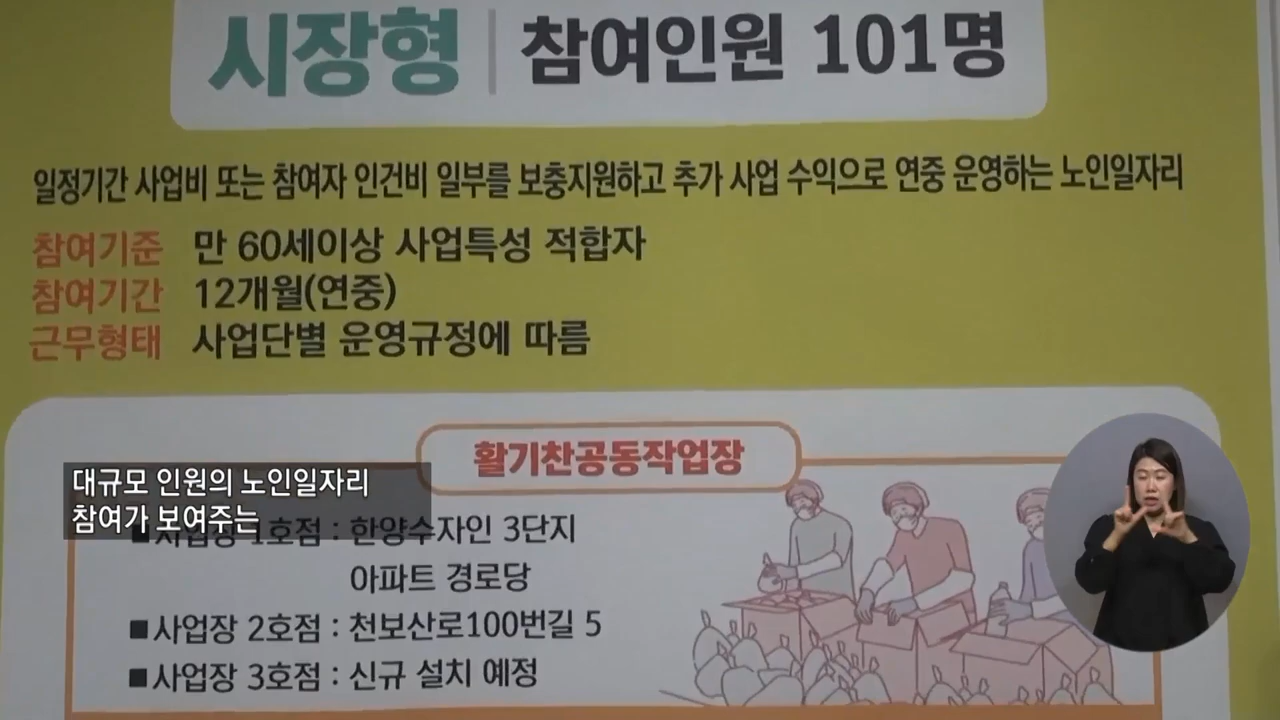 시장형 | 참여인원 101명
일정기간 사업비 또는 참여자 인건비 일부를 보충지원하고 추가 사업 수익으로 연중 운영하는 노인일자리
참여기준 만 60세이상 사업특성 적합자
참여기간 12개월(연중)
근무형태 사업단별 운영규정에 따름
활기찬공동작업장
대규모 인원의 노인일자리
참여가 보여주는
■사업장 1호점 : 한양수자인 3단지
아파트 경로당
■사업장 2호점 : 천보산로100번길 5
■사업장 3호점 : 신규 설치 예정